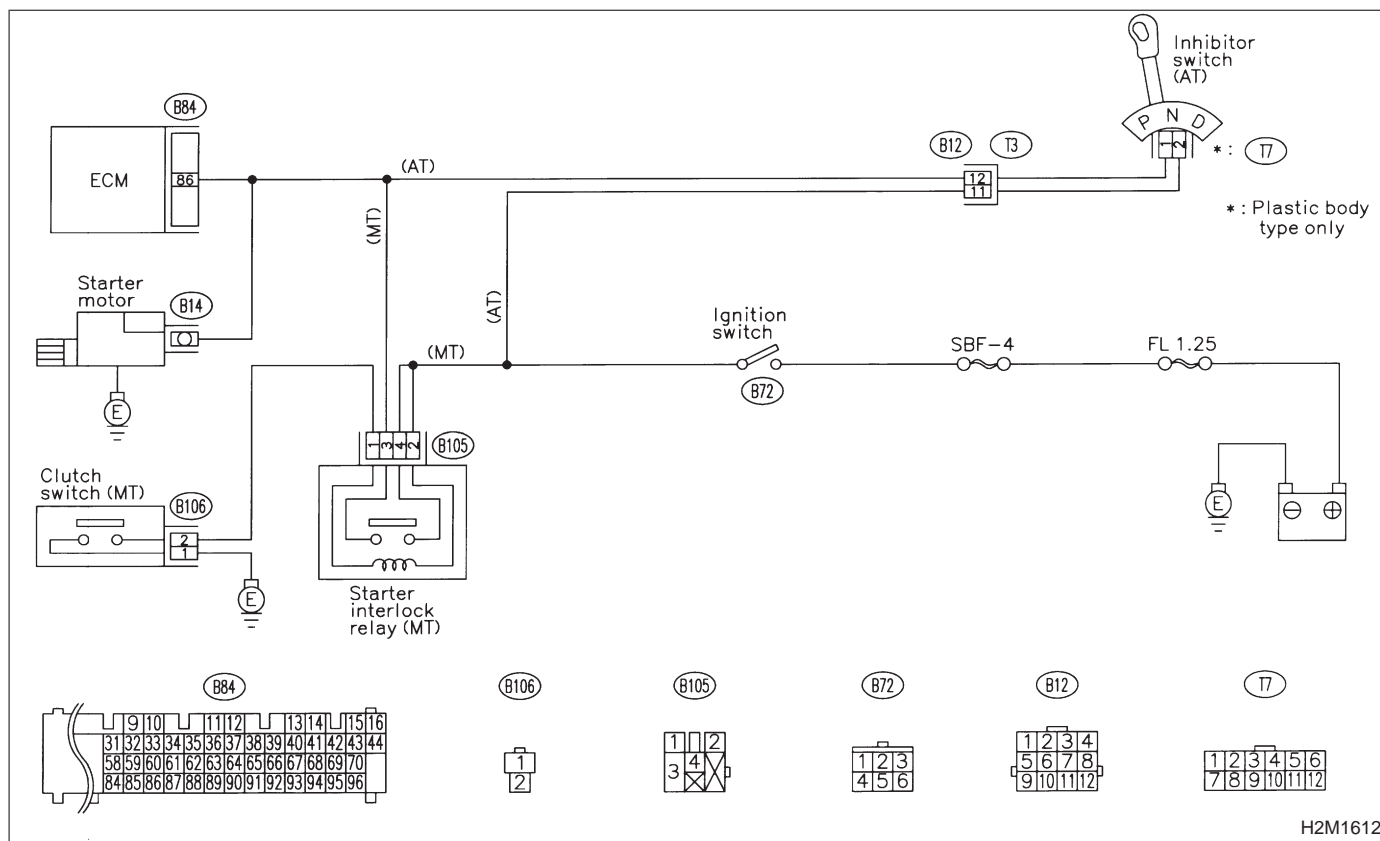 Inhibitor
switch
(AT)
P N D
1 2
* : T7
* : Plastic body
type only
B84
ECM
86
(AT)
B12 T3
12
11
(MT)
(AT)
Starter
motor
B14
E
(MT)
Ignition
switch
B72
SBF-4
FL 1.25
1 3 4 2
B105
Clutch
switch (MT)
B106
2
1
E
Starter
interlock
relay (MT)
E
⊖ ⊕
B84
9 10 11 12 13 14 15 16
31 32 33 34 35 36 37 38 39 40 41 42 43 44
58 59 60 61 62 63 64 65 66 67 68 69 70
84 85 86 87 88 89 90 91 92 93 94 95 96
B106
1
2
B105
1 2
3 4
B72
1 2 3
4 5 6
B12
1 2 3 4
5 6 7 8
9 10 11 12
T7
1 2 3 4 5 6
7 8 9 10 11 12
H2M1612